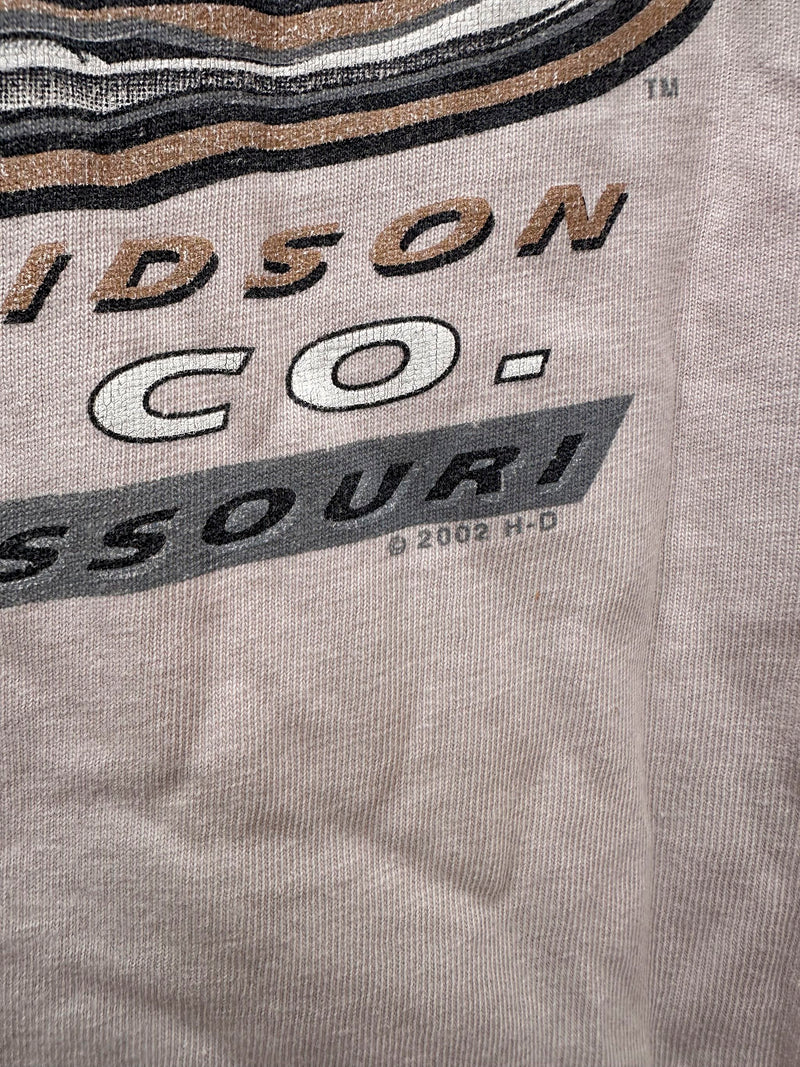 TM
IDSON
CO.
SSOURI
© 2002 H-D